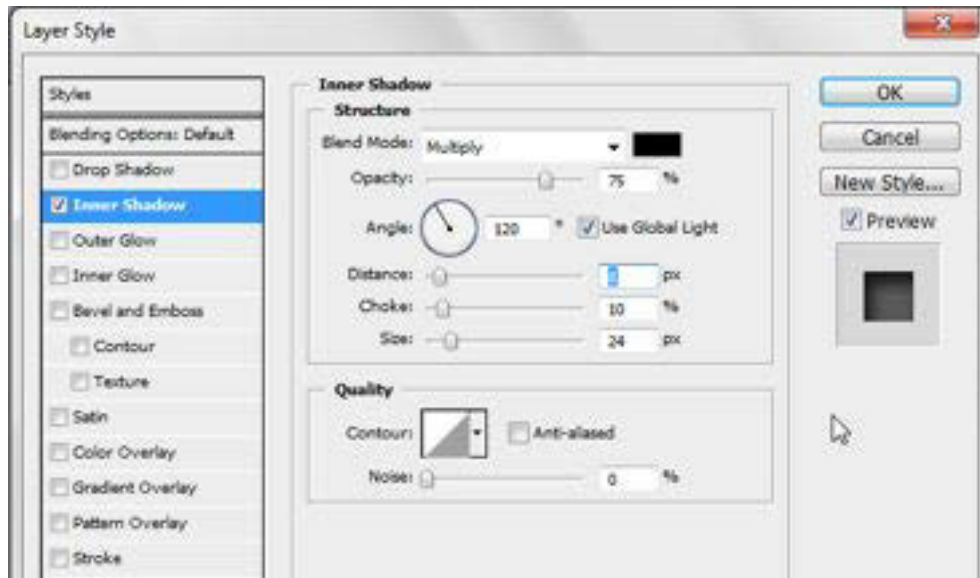 Layer Style
Styles
Blending Options: Default
Drop Shadow
Inner Shadow
Outer Glow
Inner Glow
Bevel and Emboss
Contour
Texture
Satin
Color Overlay
Gradient Overlay
Pattern Overlay
Stroke
Inner Shadow
Structure
Blend Mode: Multiply
Opacity: 75 %
Angle: 120 ° Use Global Light
Distance: px
Choke: 10 %
Size: 24 px
Quality
Contour: Anti-aliased
Noise: 0 %
OK
Cancel
New Style...
Preview